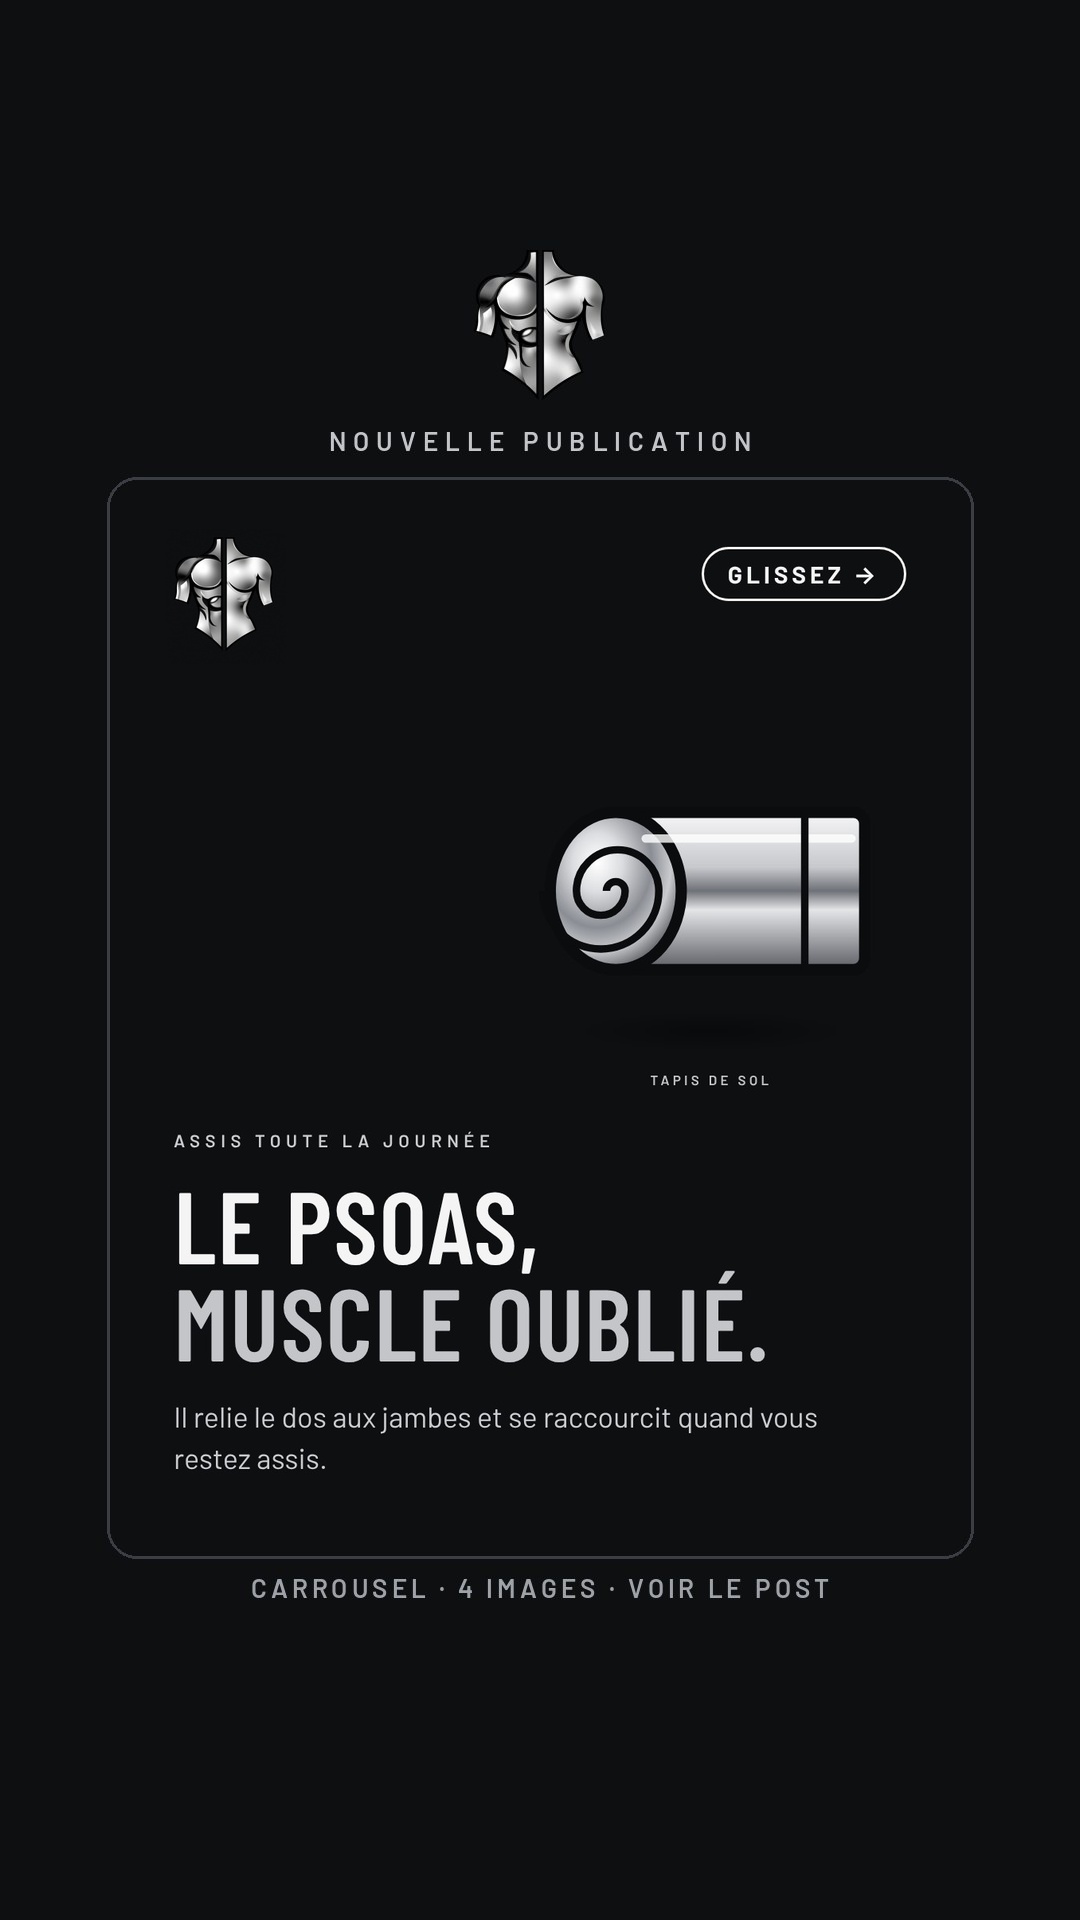 NOUVELLE PUBLICATION
GLISSEZ →
TAPIS DE SOL
ASSIS TOUTE LA JOURNÉE
LE PSOAS,
MUSCLE OUBLIÉ.
Il relie le dos aux jambes et se raccourcit quand vous
restez assis.
CARROUSEL · 4 IMAGES · VOIR LE POST